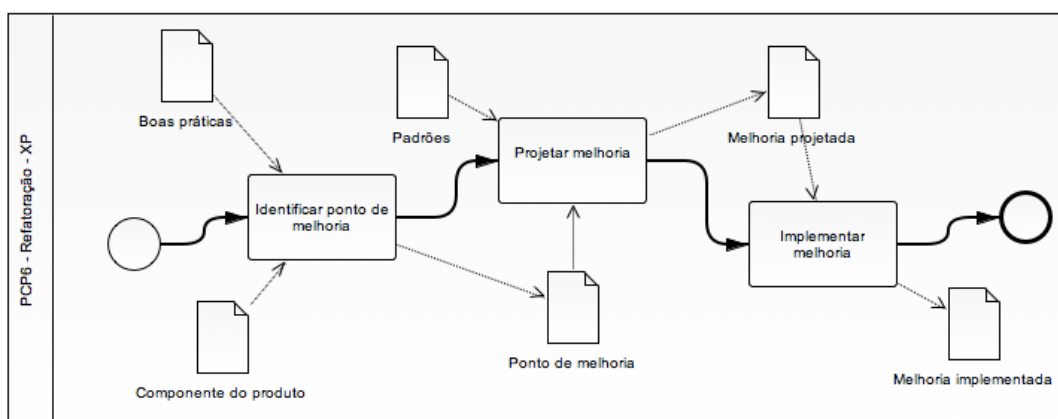 PCP6 - Refatoração - XP
Boas práticas
Padrões
Melhoria projetada
Projetar melhoria
Identificar ponto de
melhoria
Implementar
melhoria
Componente do produto
Ponto de melhoria
Melhoria implementada